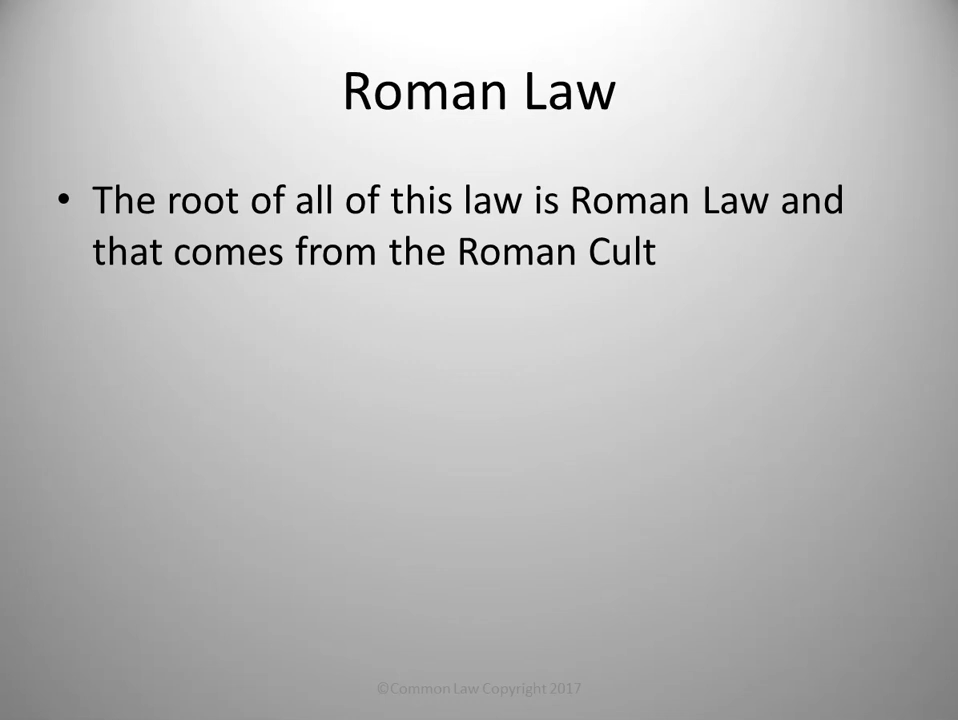 Roman Law
• The root of all of this law is Roman Law and
that comes from the Roman Cult
©Common Law Copyright 2017